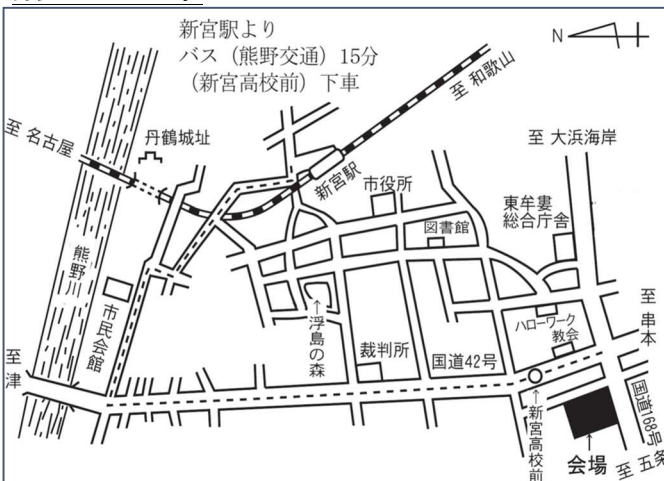 新宮駅より
バス（熊野交通）15分
（新宮高校前）下車
N
至 名古屋
丹鶴城址
至 和歌山
至 大浜海岸
新宮駅
市役所
図書館
東牟婁
総合庁舎
熊野川
市民会館
←浮島の森
裁判所
国道42号
ハローワーク
教会
至 串本
至 津
←新宮高校前
会場
国道168号
至 五条